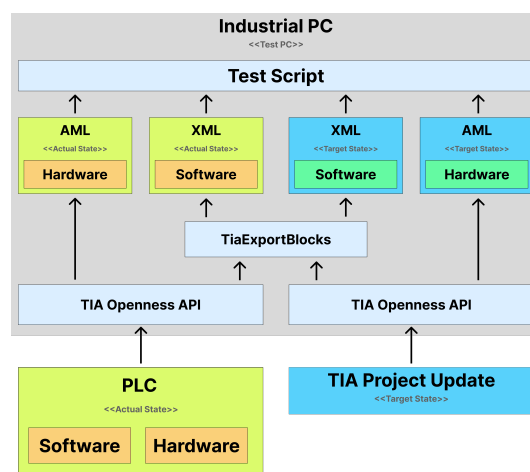 Industrial PC
<<Test PC>>
Test Script
AML
<<Actual State>>
Hardware
XML
<<Actual State>>
Software
XML
<<Target State>>
Software
AML
<<Target State>>
Hardware
TiaExportBlocks
TIA Openness API
TIA Openness API
PLC
<<Actual State>>
Software
Hardware
TIA Project Update
<<Target State>>